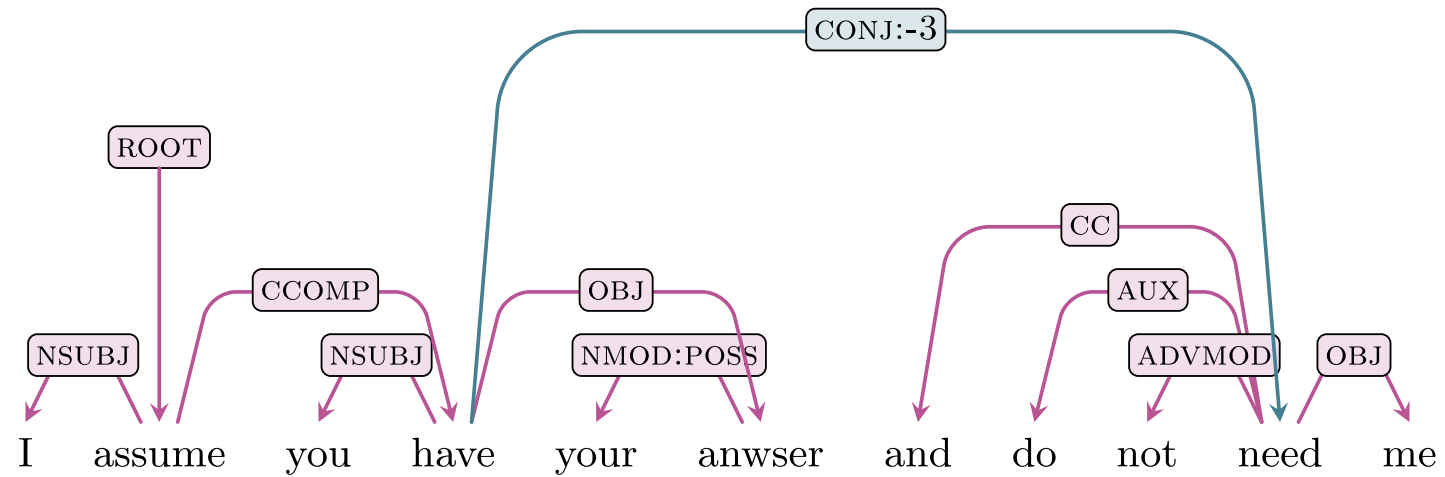 CONJ:-3
ROOT
CC
CCOMP OBJ AUX
NSUBJ NSUBJ NMOD:POSS ADVMOD OBJ
I assume you have your anwser and do not need me